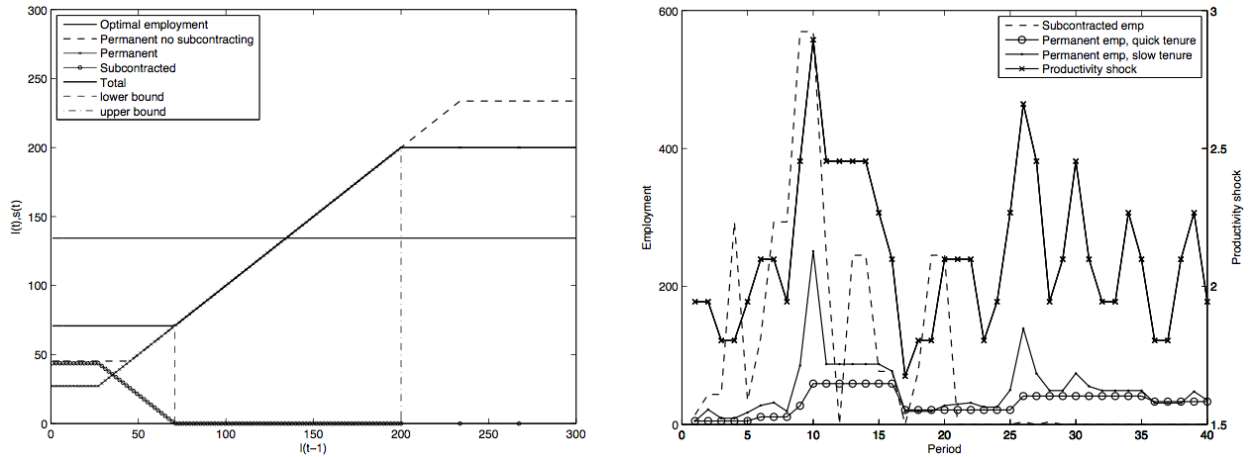 300
250
200
150
100
50
0
l(t),s(t)
Optimal employment
Permanent no subcontracting
Permanent
Subcontracted
Total
lower bound
upper bound
0 50 100 150 200 250 300
l(t−1)
600
400
200
0
Employment
Subcontracted emp
Permanent emp, quick tenure
Permanent emp, slow tenure
Productivity shock
3
2.5
2
1.5
Productivity shock
0 5 10 15 20 25 30 35 40
Period